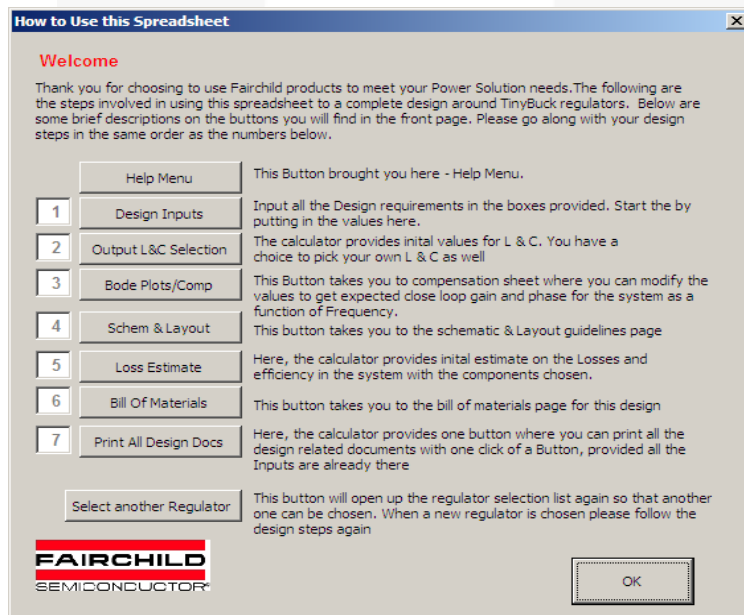 How to Use this Spreadsheet
Welcome
Thank you for choosing to use Fairchild products to meet your Power Solution needs.The following are
the steps involved in using this spreadsheet to a complete design around TinyBuck regulators. Below are
some brief descriptions on the buttons you will find in the front page. Please go along with your design
steps in the same order as the numbers below.
Help Menu
This Button brought you here - Help Menu.
1
Design Inputs
Input all the Design requirements in the boxes provided. Start the by
putting in the values here.
2
Output L&C Selection
The calculator provides inital values for L & C. You have a
choice to pick your own L & C as well
3
Bode Plots/Comp
This Button takes you to compensation sheet where you can modify the
values to get expected close loop gain and phase for the system as a
function of Frequency.
4
Schem & Layout
This button takes you to the schematic & Layout guidelines page
5
Loss Estimate
Here, the calculator provides inital estimate on the Losses and
efficiency in the system with the components chosen.
6
Bill Of Materials
This button takes you to the bill of materials page for this design
7
Print All Design Docs
Here, the calculator provides one button where you can print all the
design related documents with one click of a Button, provided all the
Inputs are already there
Select another Regulator
This button will open up the regulator selection list again so that another
one can be chosen. When a new regulator is chosen please follow the
design steps again
FAIRCHILD
SEMICONDUCTOR®
OK